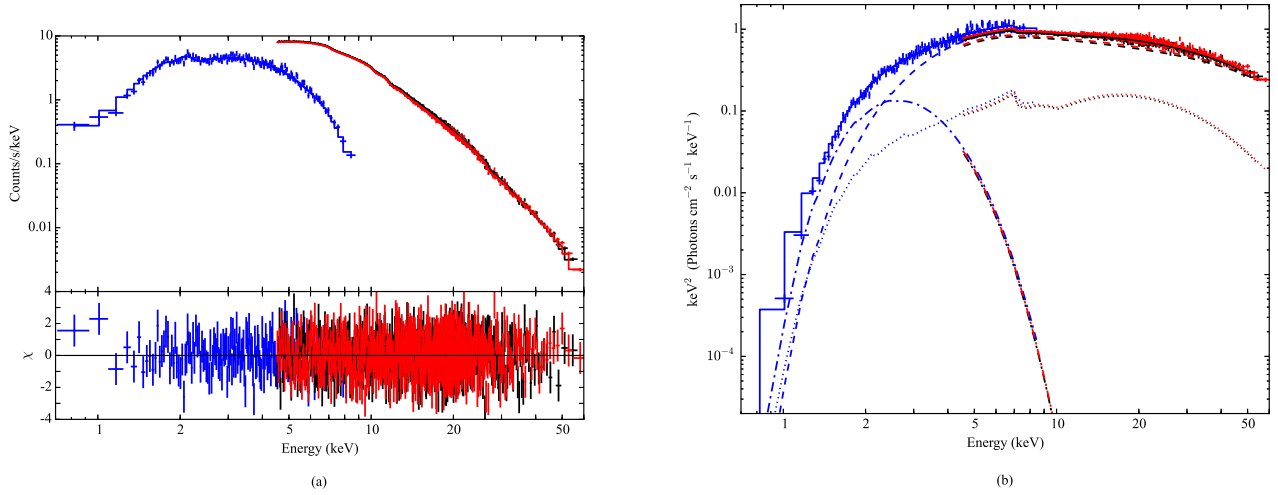 10
1
0.1
0.01
Counts/s/keV
4
2
0
-2
-4
χ
1 2 5 10 20 50
Energy (keV)
(a)
1
0.1
0.01
10−3
10−4
keV2 (Photons cm−2 s−1 keV−1)
1 2 5 10 20 50
Energy (keV)
(b)